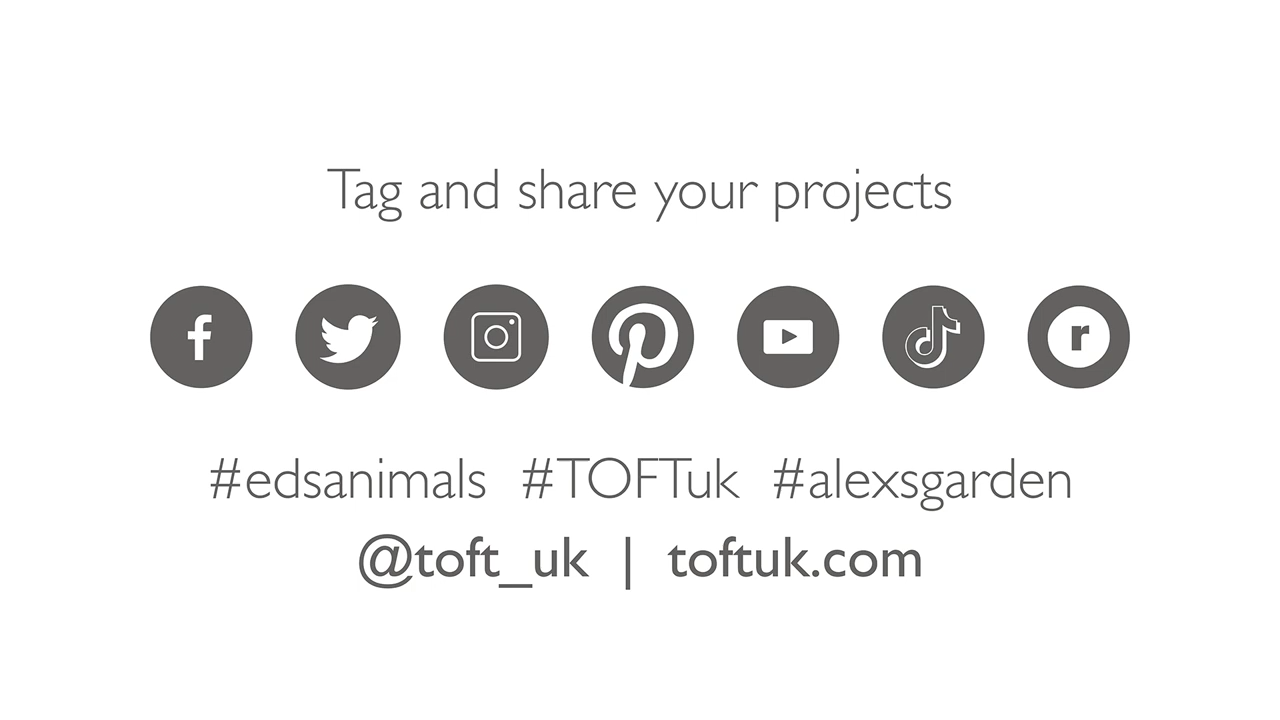 Tag and share your projects
f r
#edsanimals #TOFTuk #alexsgarden
@toft_uk | toftuk.com